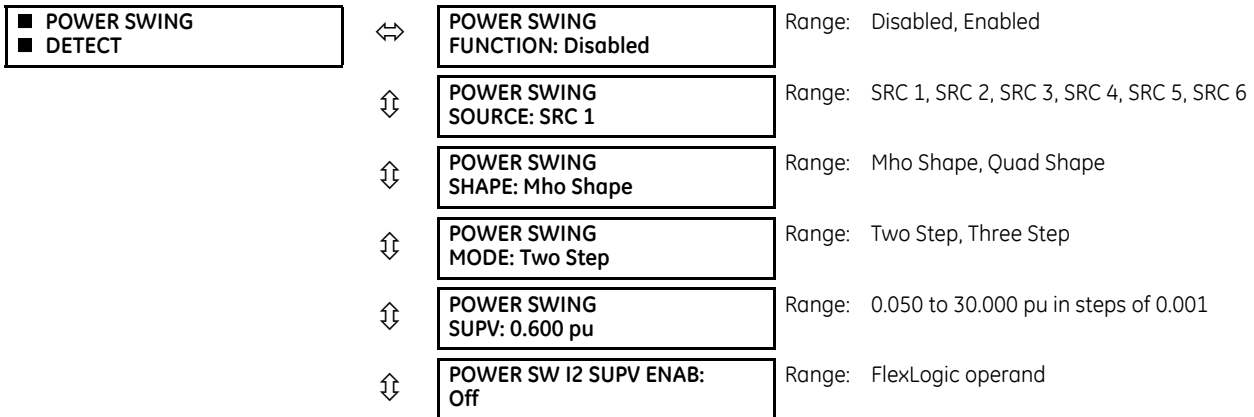 ■ POWER SWING
■ DETECT
POWER SWING
FUNCTION: Disabled
Range: Disabled, Enabled
POWER SWING
SOURCE: SRC 1
Range: SRC 1, SRC 2, SRC 3, SRC 4, SRC 5, SRC 6
POWER SWING
SHAPE: Mho Shape
Range: Mho Shape, Quad Shape
POWER SWING
MODE: Two Step
Range: Two Step, Three Step
POWER SWING
SUPV: 0.600 pu
Range: 0.050 to 30.000 pu in steps of 0.001
POWER SW I2 SUPV ENAB:
Off
Range: FlexLogic operand